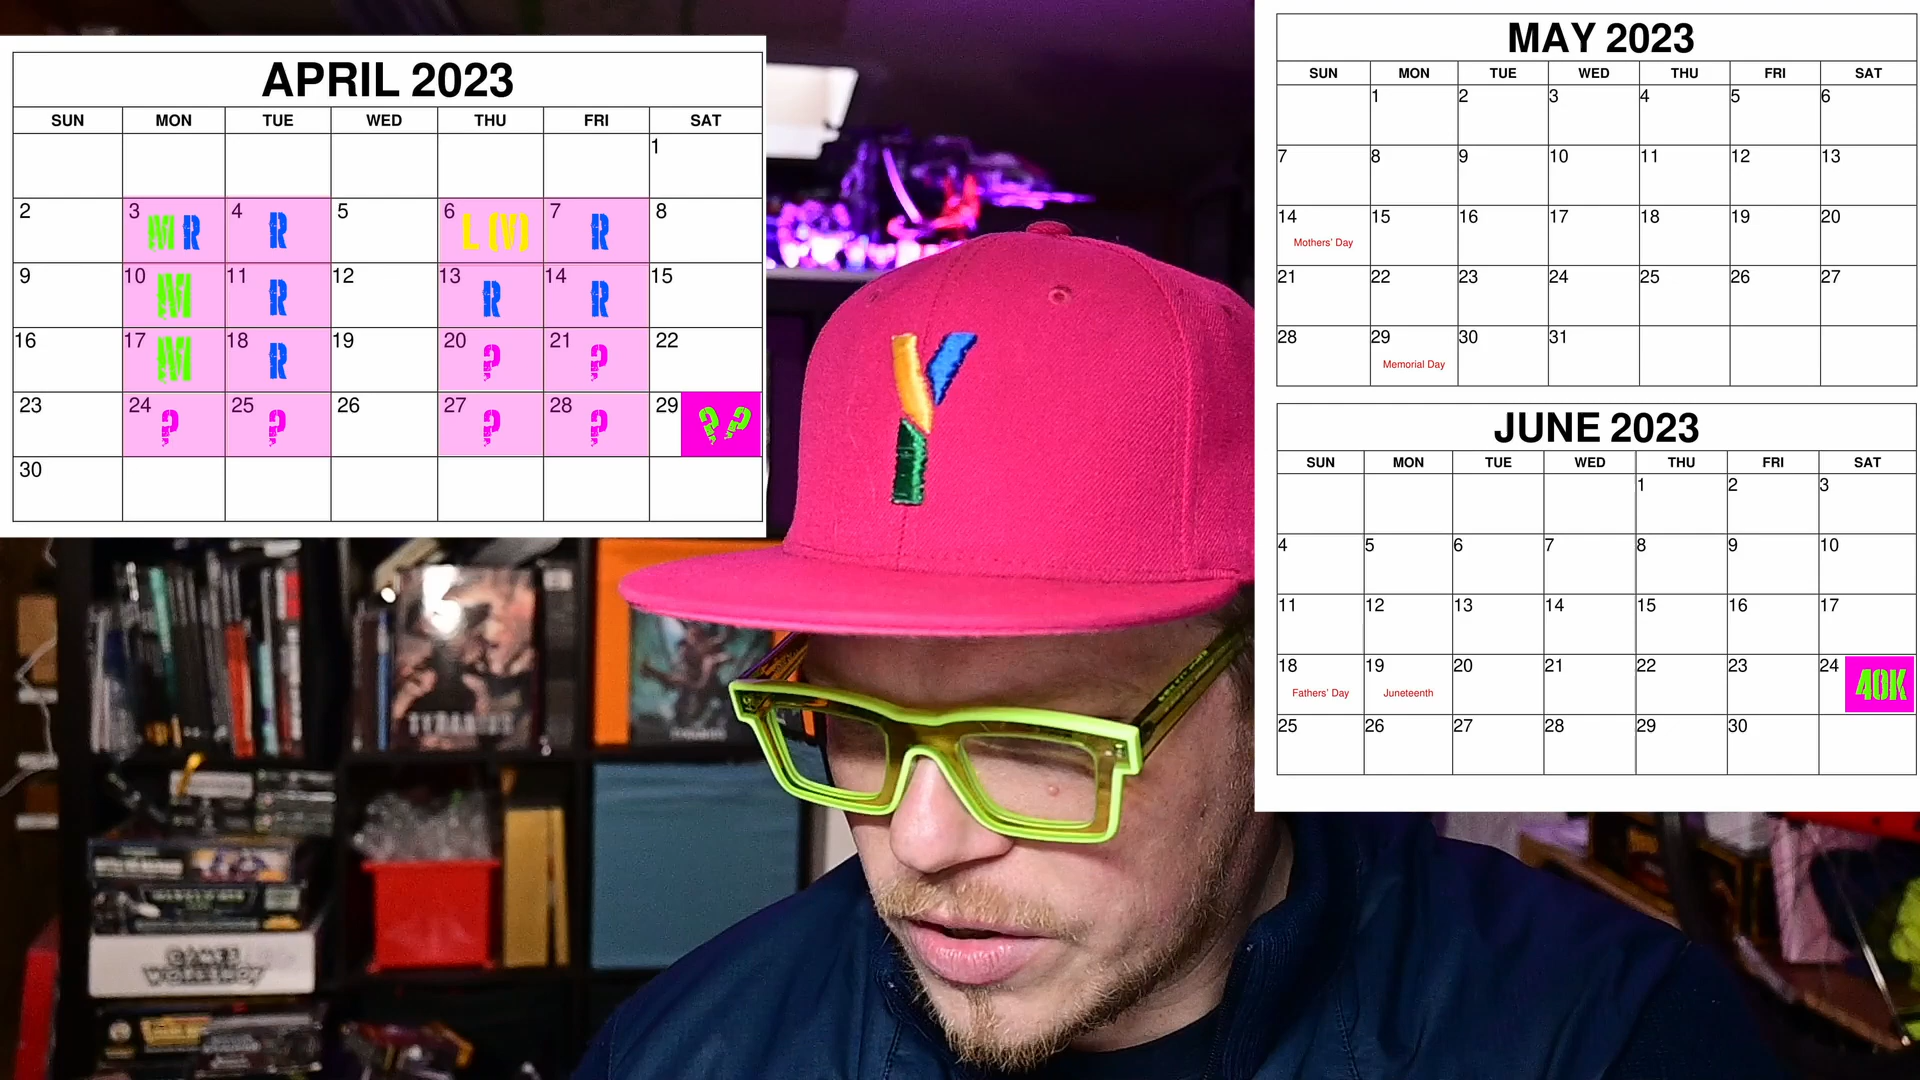 APRIL 2023
SUN MON TUE WED THU FRI SAT
1
2 3 M R 4 R 5 6 L (V) 7 R 8
9 10 M 11 R 12 13 R 14 R 15
16 17 M 18 R 19 20 ? 21 ? 22
23 24 ? 25 ? 26 27 ? 28 ? 29 ??
30
MAY 2023
SUN MON TUE WED THU FRI SAT
1 2 3 4 5 6
7 8 9 10 11 12 13
14 15 16 17 18 19 20
Mothers' Day
21 22 23 24 25 26 27
28 29 30 31
Memorial Day
JUNE 2023
SUN MON TUE WED THU FRI SAT
1 2 3
4 5 6 7 8 9 10
11 12 13 14 15 16 17
18 19 20 21 22 23 24 40K
Fathers' Day Juneteenth
25 26 27 28 29 30
Y
TYRANIDS
GAMES
WORKSHOP